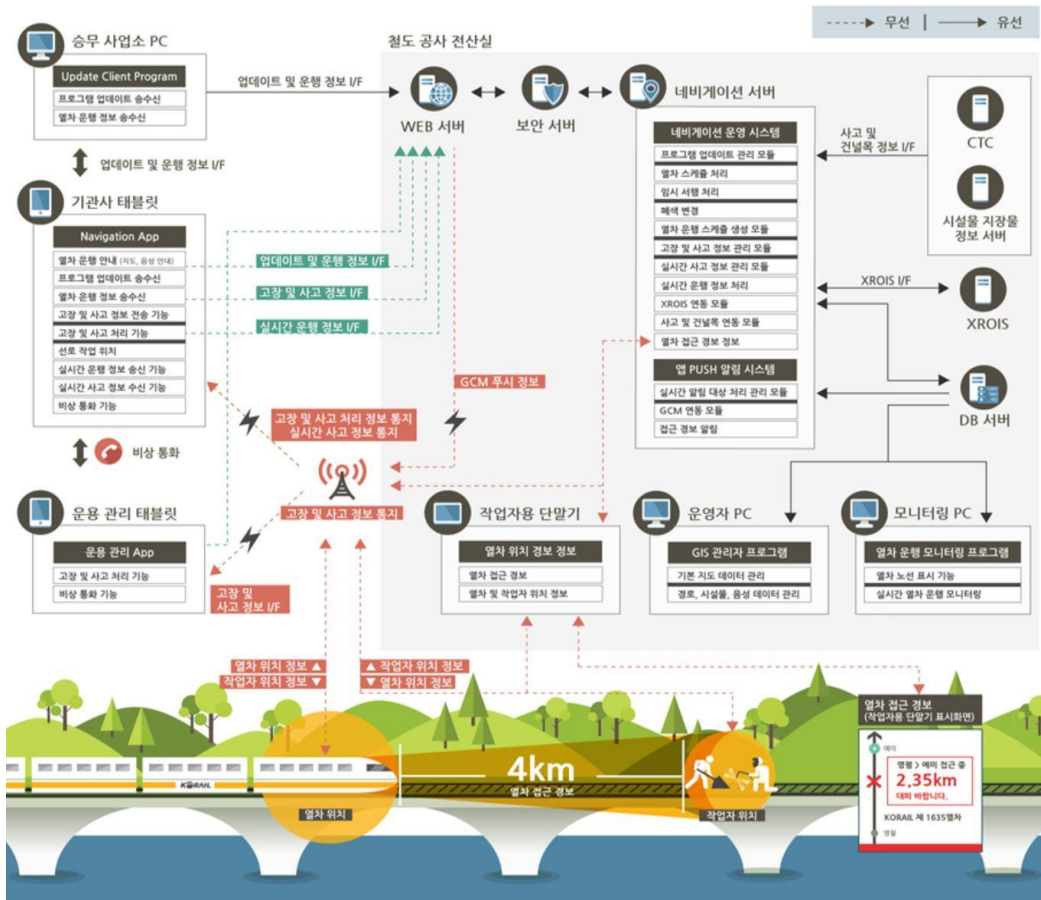 무선 | 유선
승무 사업소 PC
Update Client Program
프로그램 업데이트 송수신
열차 운행 정보 송수신
업데이트 및 운행 정보 I/F
철도 공사 전산실
WEB 서버
보안 서버
네비게이션 서버
네비게이션 운영 시스템
프로그램 업데이트 관리 모듈
열차 스케줄 처리
임시 서행 처리
폐색 변경
열차 운행 스케줄 생성 모듈
고장 및 사고 정보 관리 모듈
실시간 사고 정보 관리 모듈
실시간 운행 정보 처리
XROIS 연동 모듈
사고 및 건널목 연동 모듈
열차 접근 경보 정보
앱 PUSH 알림 시스템
실시간 알림 대상 처리 관리 모듈
GCM 연동 모듈
접근 경보 알림
사고 및
건널목 정보 I/F
CTC
시설물 지장물
정보 서버
XROIS I/F
XROIS
DB 서버
업데이트 및 운행 정보 I/F
기관사 태블릿
Navigation App
열차 운행 안내 (지도, 음성 안내)
프로그램 업데이트 송수신
열차 운행 정보 송수신
고장 및 사고 정보 전송 기능
고장 및 사고 처리 기능
선로 작업 위치
실시간 운행 정보 송신 기능
실시간 사고 정보 수신 기능
비상 통화 기능
업데이트 및 운행 정보 I/F
고장 및 사고 정보 I/F
실시간 운행 정보 I/F
GCM 푸시 정보
고장 및 사고 처리 정보 통지
실시간 사고 정보 통지
비상 통화
고장 및 사고 정보 통지
운용 관리 태블릿
운용 관리 App
고장 및 사고 처리 기능
비상 통화 기능
고장 및
사고 정보 I/F
작업자용 단말기
열차 위치 경보 정보
열차 접근 경보
열차 및 작업자 위치 정보
운영자 PC
GIS 관리자 프로그램
기본 지도 데이터 관리
경로, 시설물, 음성 데이터 관리
모니터링 PC
열차 운행 모니터링 프로그램
열차 노선 표시 기능
실시간 열차 운행 모니터링
열차 위치 정보 ▲
작업자 위치 정보 ▼
▲ 작업자 위치 정보
▼ 열차 위치 정보
KORAIL
열차 위치
4km
열차 접근 경보
작업자 위치
열차 접근 경보
(작업자용 단말기 표시화면)
예미
영월 > 예미 접근 중
2.35km
대피 바랍니다.
KORAIL 제 1635열차
영월